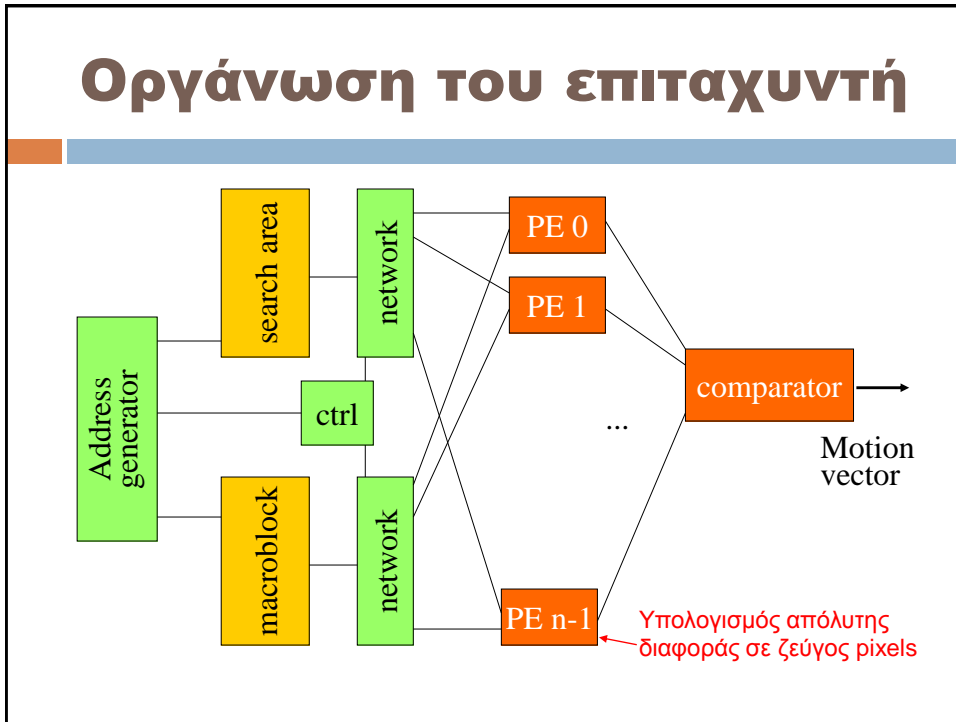 Οργάνωση του επιταχυντή
Address
generator
search area
macroblock
ctrl
network
network
PE 0
PE 1
...
PE n-1
comparator
Motion
vector
Υπολογισμός απόλυτης
διαφοράς σε ζεύγος pixels